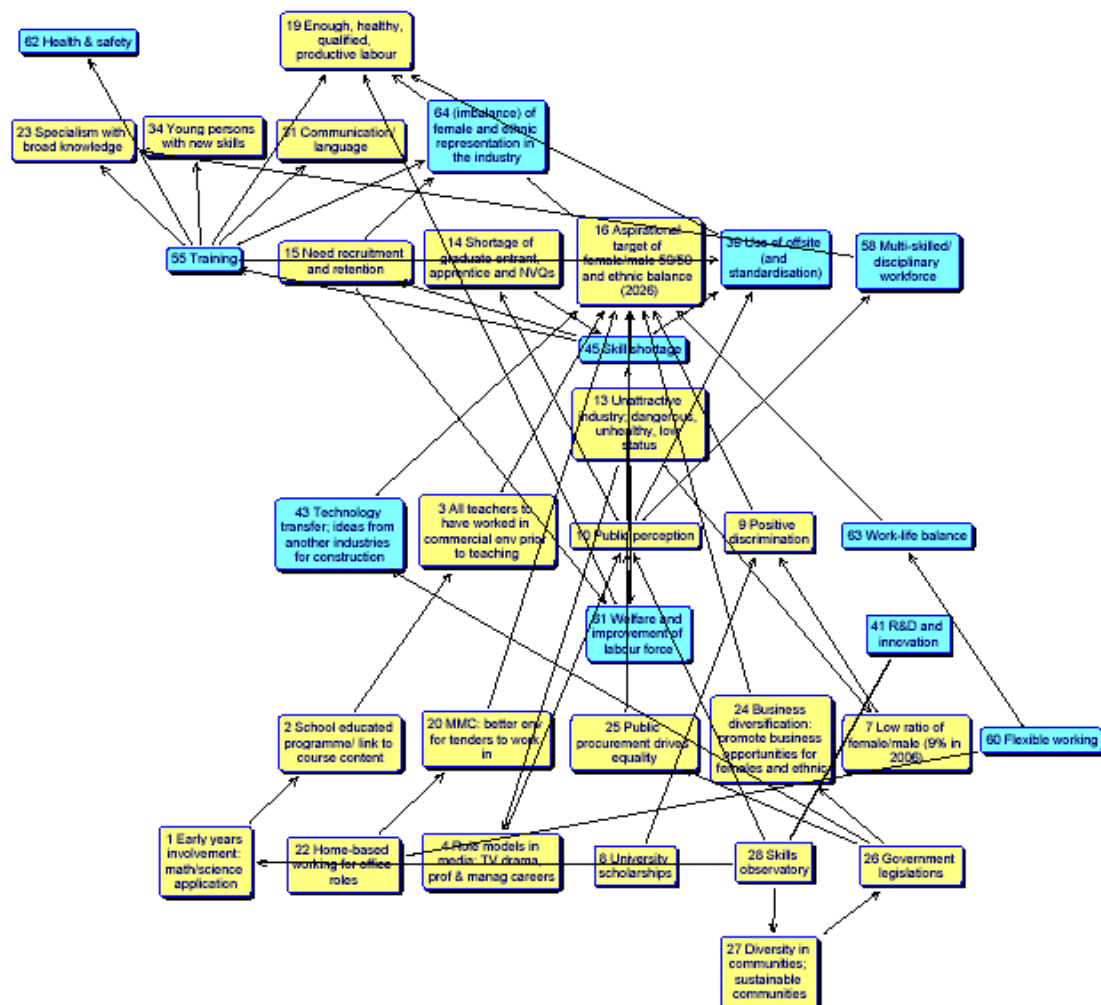 19 Enough, healthy,
qualified,
productive labour
62 Health & safety
64 (imbalance) of
female and ethnic
representation in
the industry
23 Specialism with
broad knowledge
34 Young persons
with new skills
31 Communication/
language
16 Aspirational
target of
female/male 50/50
and ethnic balance
(2026)
55 Training
15 Need recruitment
and retention
14 Shortage of
graduate entrant,
apprentice and NVQs
39 Use of offsite
(and
standardisation)
58 Multi-skilled/
disciplinary
workforce
45 Skill shortage
13 Unattractive
industry; dangerous,
unhealthy, low
status
43 Technology
transfer; ideas from
another industries
for construction
3 All teachers to
have worked in
commercial env prior
to teaching
10 Public perception
9 Positive
discrimination
63 Work-life balance
61 Welfare and
improvement of
labour force
41 R&D and
innovation
2 School educated
programme/ link to
course content
20 MMC: better env
for tenders to work
in
25 Public
procurement drives
equality
24 Business
diversification:
promote business
opportunities for
females and ethnic
7 Low ratio of
female/male (9% in
2006)
60 Flexible working
1 Early years
involvement:
math/science
application
22 Home-based
working for office
roles
4 Role models in
media: TV drama,
prof & manag careers
8 University
scholarships
28 Skills
observatory
26 Government
legislations
27 Diversity in
communities;
sustainable
communities